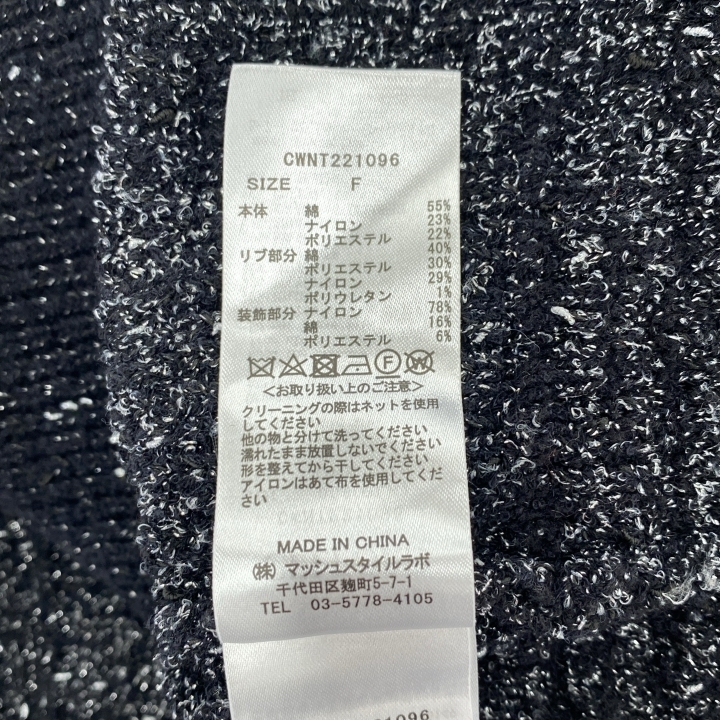 CWNT221096
SIZE F
本体 綿 55%
ナイロン 23%
ポリエステル 22%
リブ部分 綿 40%
ポリエステル 30%
ナイロン 29%
ポリウレタン 1%
装飾部分 ナイロン 78%
綿 16%
ポリエステル 6%
<お取り扱い上のご注意>
クリーニングの際はネットを使用
してください
他の物と分けて洗ってください
濡れたまま放置しないでください
形を整えてから干してください
アイロンはあて布を使用してくだ
さい
MADE IN CHINA
(株) マッシュスタイルラボ
千代田区麹町5-7-1
TEL 03-5778-4105